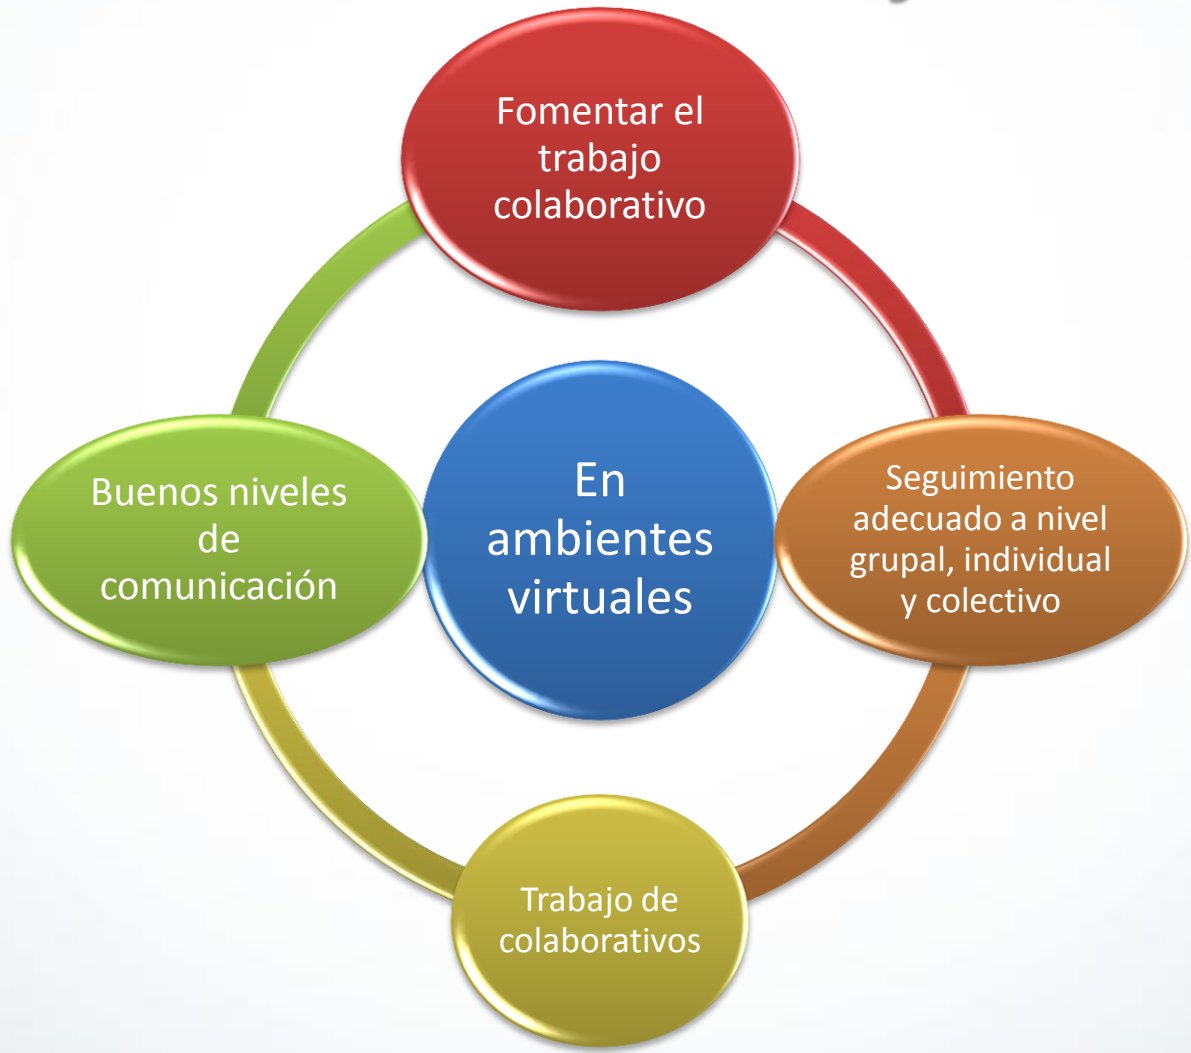 Fomentar el
trabajo
colaborativo
Buenos niveles
de
comunicación
En
ambientes
virtuales
Seguimiento
adecuado a nivel
grupal, individual
y colectivo
Trabajo de
colaborativos